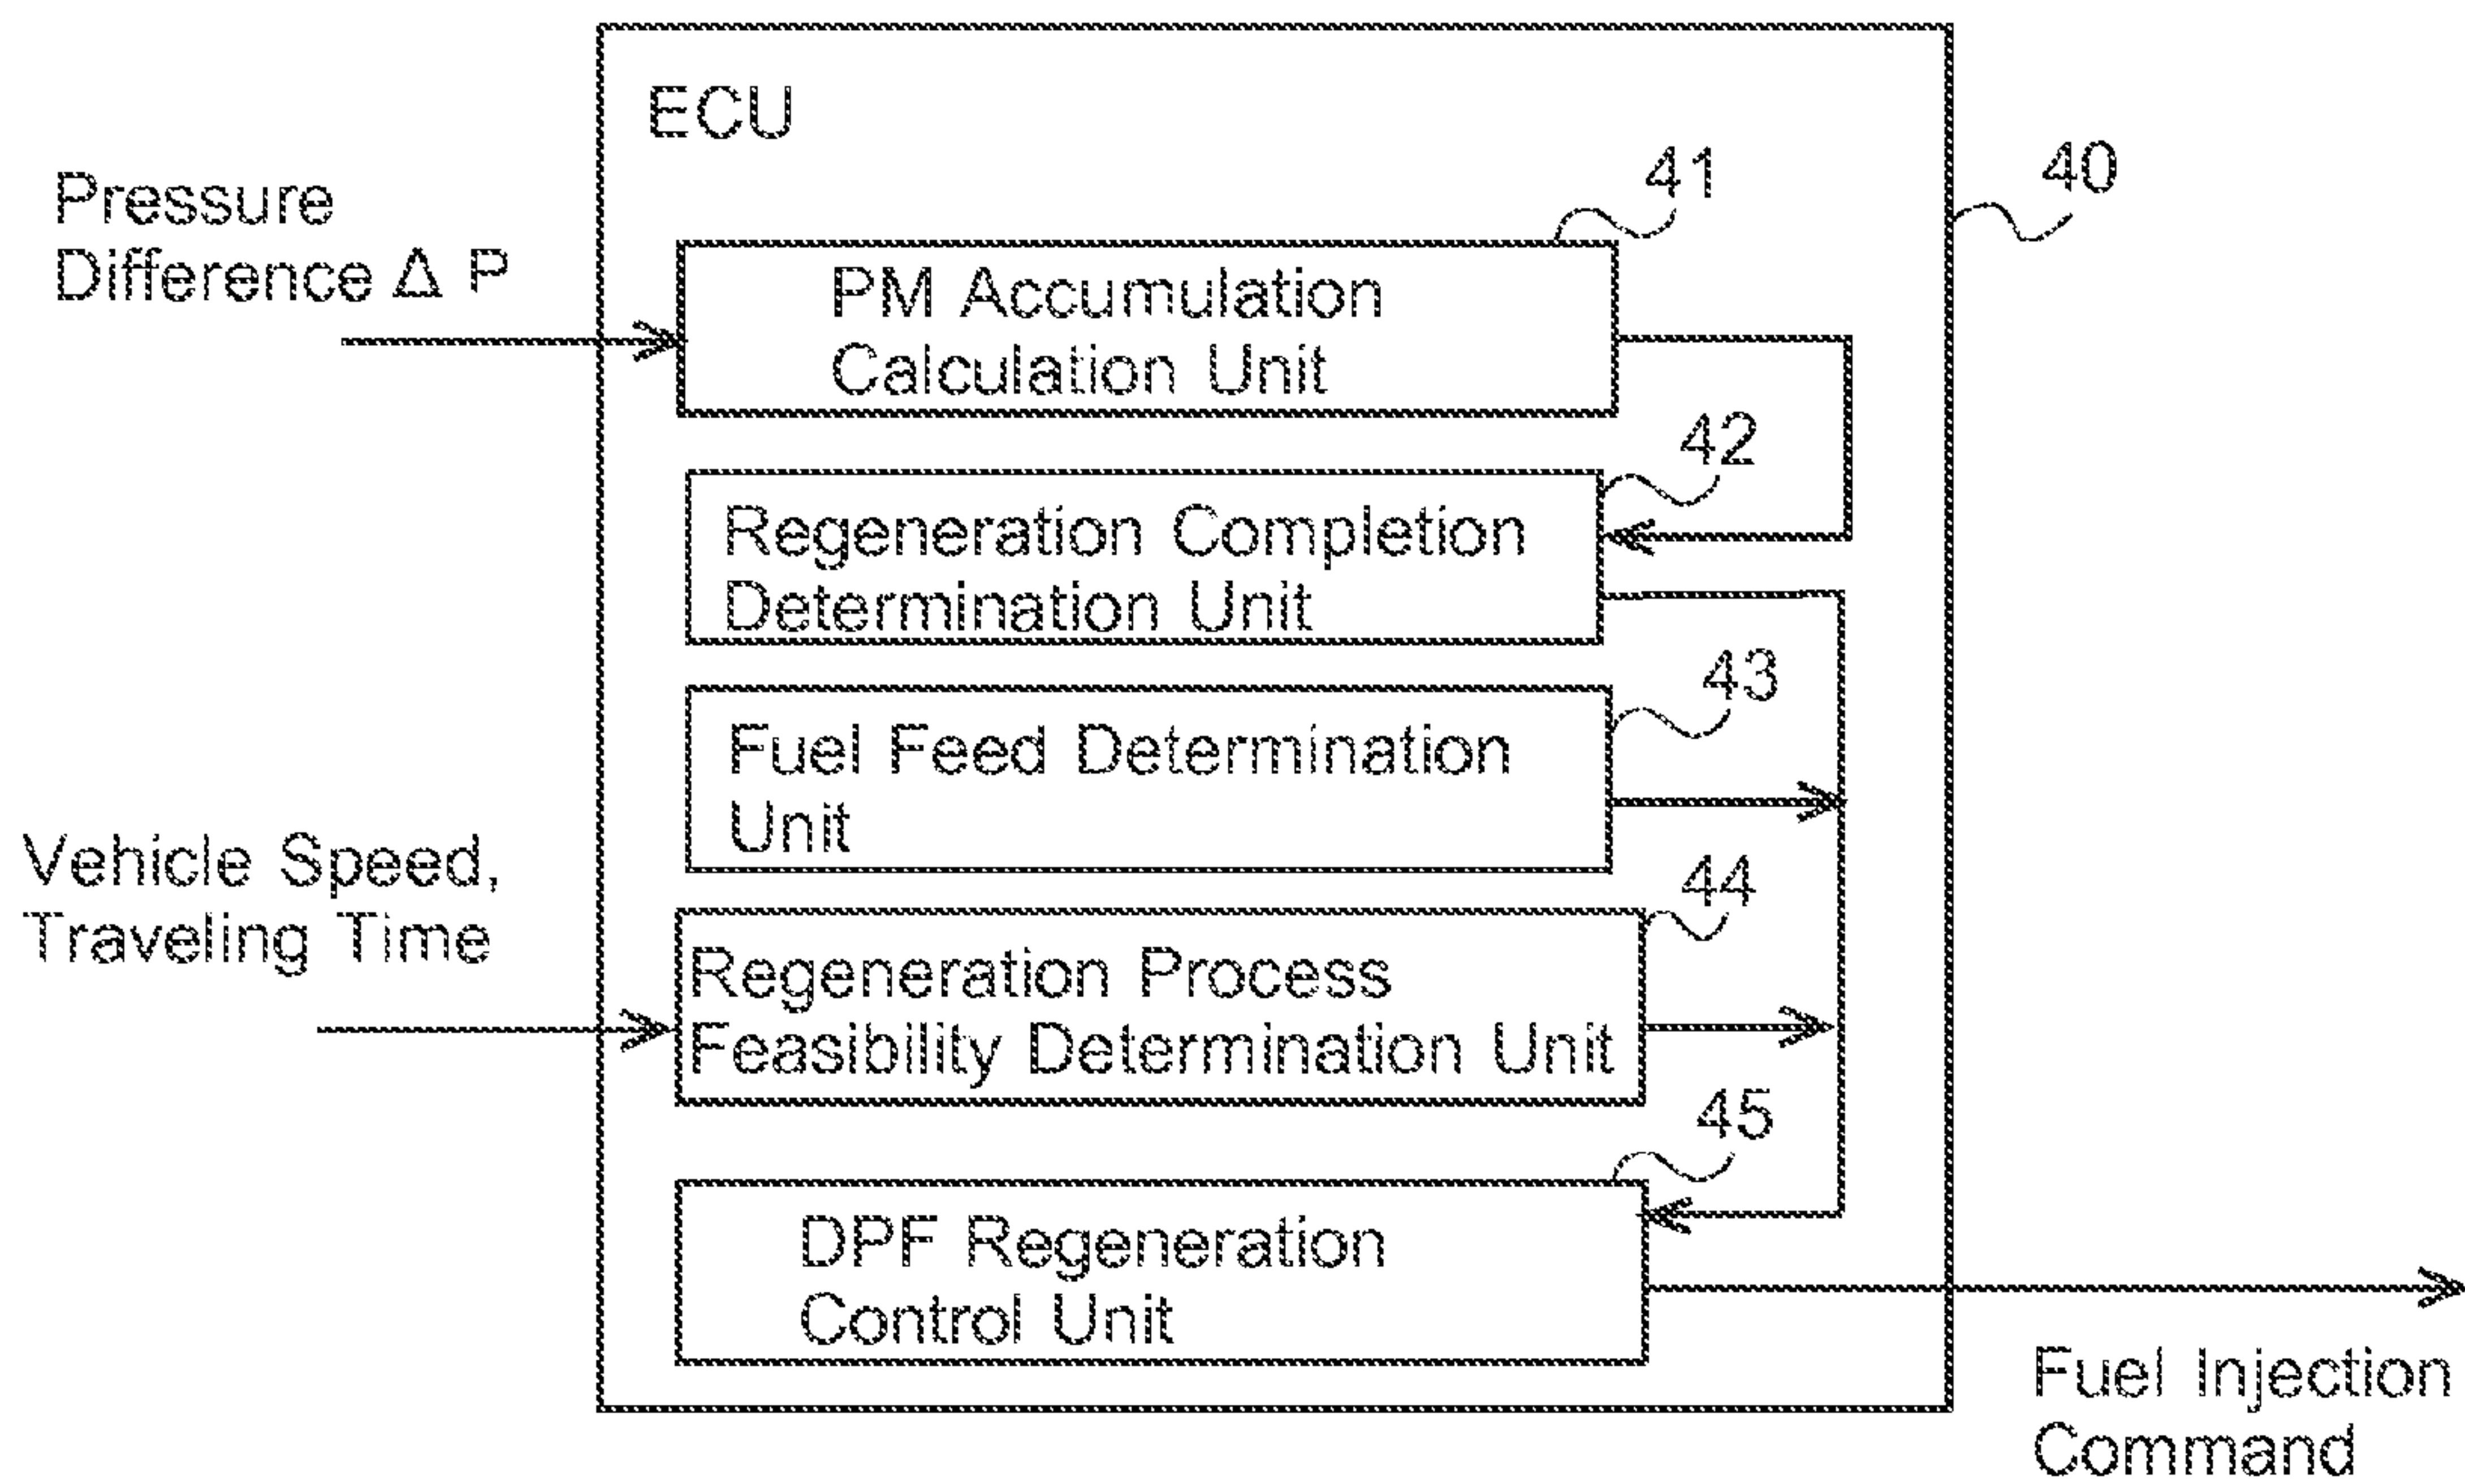 ECU
40
Pressure
Difference Δ P
41
PM Accumulation
Calculation Unit
42
Regeneration Completion
Determination Unit
43
Fuel Feed Determination
Unit
Vehicle Speed,
Traveling Time
44
Regeneration Process
Feasibility Determination Unit
45
DPF Regeneration
Control Unit
Fuel Injection
Command